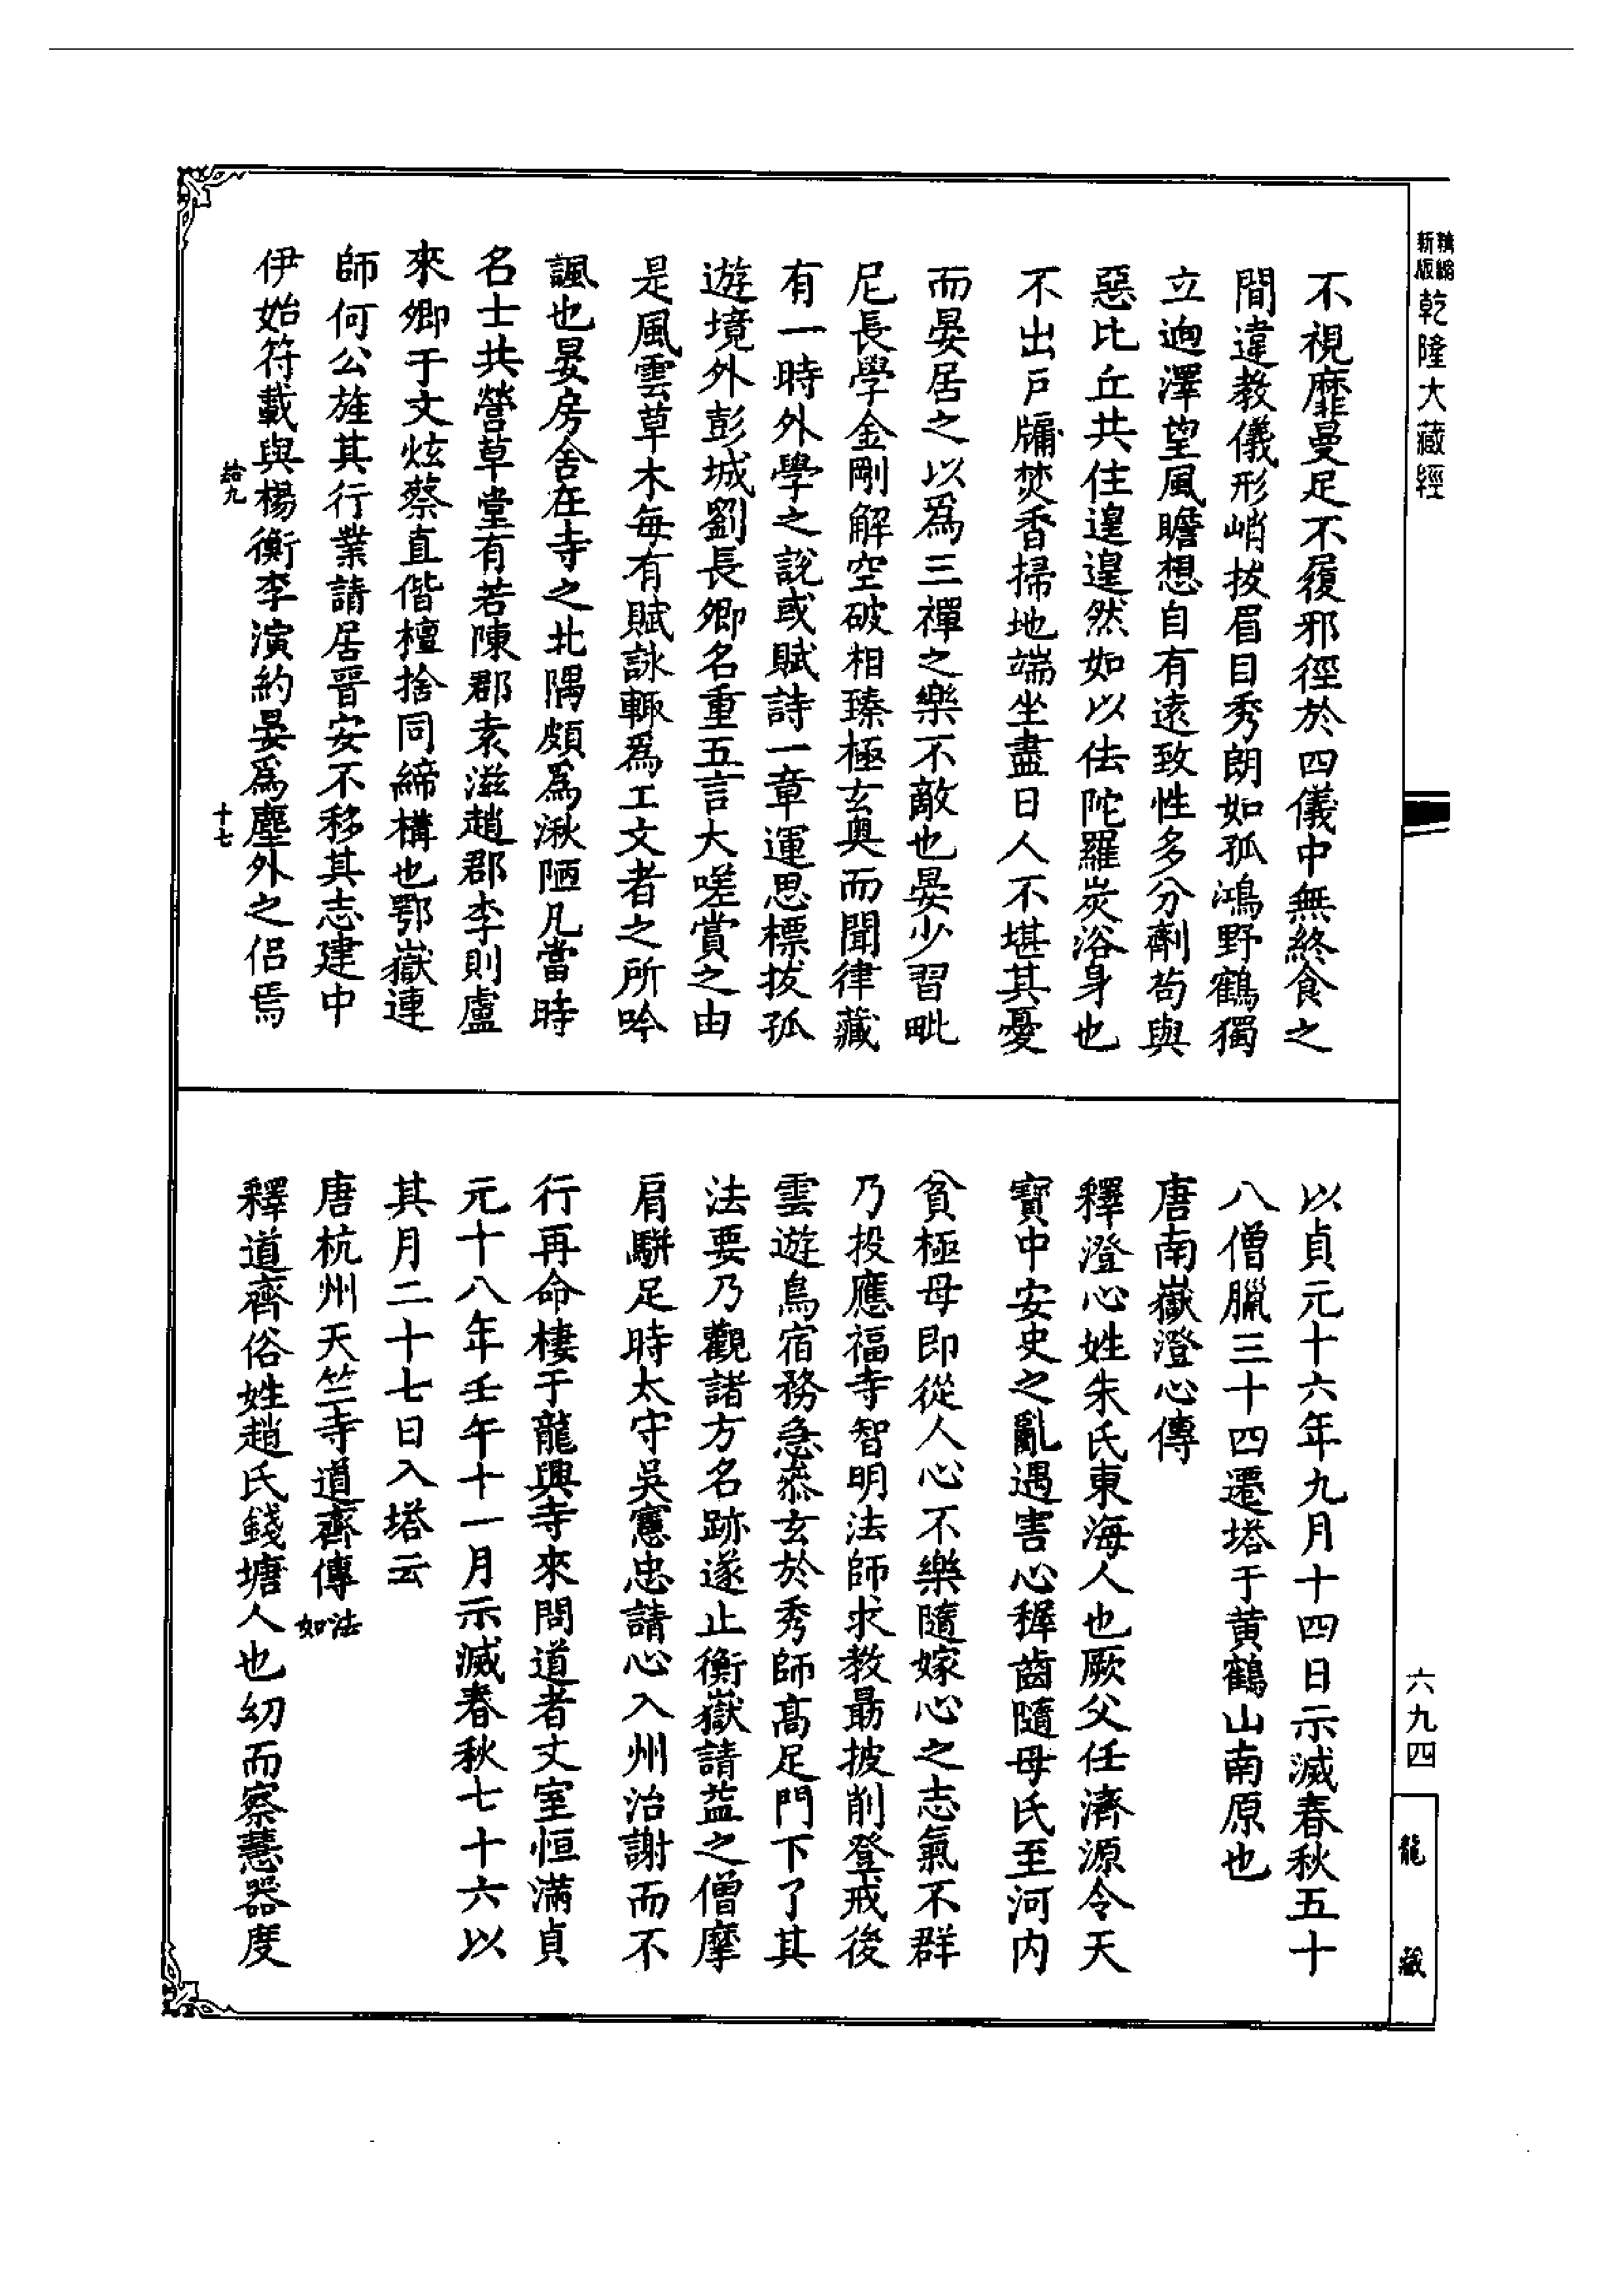 精縮
新版
乾隆大藏經
不視靡曼足不履邪徑於四儀中無終食之
間違教儀形峭拔眉目秀朗如孤鴻野鶴獨
立迥澤望風瞻想自有遠致性多分劑苟與
惡比丘共住遑遑然如以佉陀羅炭浴身也
不出戶牖焚香掃地端坐盡日人不堪其憂
而晏居之以爲三禪之樂不敵也晏少習毗
尼長學金剛解空破相臻極玄奥而聞律藏
有一時外學之說或賦詩一章運思標拔孤
遊境外彭城劉長卿名重五言大嗟賞之由
是風雲草木每有賦詠輒爲工文者之所吟
諷也晏房舍在寺之北隅頗爲湫陋凡當時
名士共營草堂有若陳郡袁滋趙郡李則盧
來卿于文炫蔡直偕檀捨同締構也鄂嶽連
師何公旌其行業請居晉安不移其志建中
伊始符載與楊衡李演約晏爲塵外之侶焉
給九
十七
以貞元十六年九月十四日示滅春秋五十
八僧臘三十四遷塔于黄鶴山南原也
唐南嶽澄心傳
釋澄心姓朱氏東海人也厥父任濟源令天
寶中安史之亂遇害心稺齒隨母氏至河内
貧極母即從人心不樂隨嫁心之志氣不群
乃投應福寺智明法師求教最披削登戒後
雲遊鳥宿務急叅玄於秀師髙足門下了其
法要乃觀諸方名跡遂止衡嶽請益之僧摩
肩駢足時太守吳憲忠請心入州治謝而不
行再命棲于龍興寺來問道者丈室恒滿貞
元十八年壬午十一月示滅春秋七十六以
其月二十七日入塔云
唐杭州天竺寺道齊傳法如
釋道齊俗姓趙氏錢塘人也幼而察慧器度
六九四
龍藏